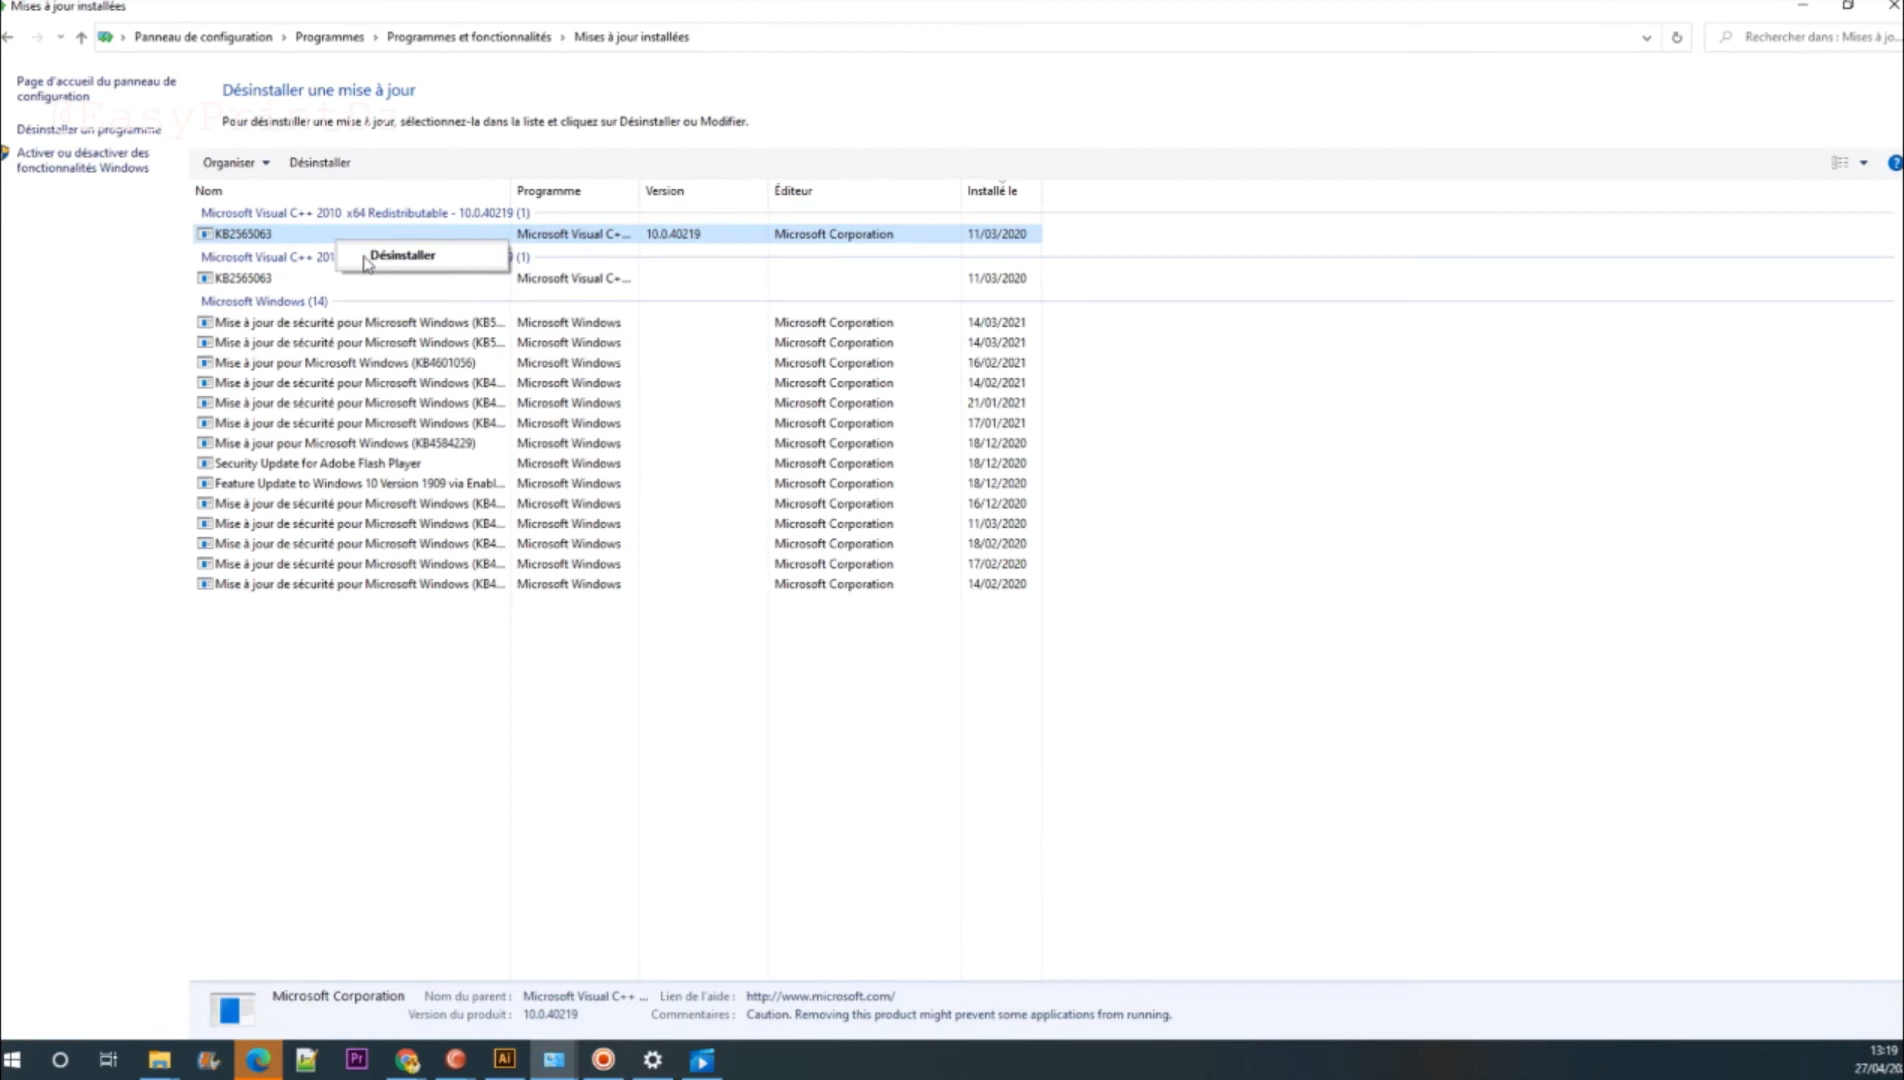 Mises à jour installées
Panneau de configuration > Programmes > Programmes et fonctionnalités > Mises à jour installées
Rechercher dans : Mises à jo...
Page d'accueil du panneau de
configuration
Désinstaller un programme
Activer ou désactiver des
fonctionnalités Windows
@EasyPrintDz
Désinstaller une mise à jour
Pour désinstaller une mise à jour, sélectionnez-la dans la liste et cliquez sur Désinstaller ou Modifier.
Organiser Désinstaller
Nom Programme Version Éditeur Installé le
Microsoft Visual C++ 2010 x64 Redistributable - 10.0.40219 (1)
KB2565063 Microsoft Visual C+... 10.0.40219 Microsoft Corporation 11/03/2020
Désinstaller
Microsoft Visual C++ 201 (1)
KB2565063 Microsoft Visual C+... 11/03/2020
Microsoft Windows (14)
Mise à jour de sécurité pour Microsoft Windows (KB5... Microsoft Windows Microsoft Corporation 14/03/2021
Mise à jour de sécurité pour Microsoft Windows (KB5... Microsoft Windows Microsoft Corporation 14/03/2021
Mise à jour pour Microsoft Windows (KB4601056) Microsoft Windows Microsoft Corporation 16/02/2021
Mise à jour de sécurité pour Microsoft Windows (KB4... Microsoft Windows Microsoft Corporation 14/02/2021
Mise à jour de sécurité pour Microsoft Windows (KB4... Microsoft Windows Microsoft Corporation 21/01/2021
Mise à jour de sécurité pour Microsoft Windows (KB4... Microsoft Windows Microsoft Corporation 17/01/2021
Mise à jour pour Microsoft Windows (KB4584229) Microsoft Windows Microsoft Corporation 18/12/2020
Security Update for Adobe Flash Player Microsoft Windows Microsoft Corporation 18/12/2020
Feature Update to Windows 10 Version 1909 via Enabl... Microsoft Windows Microsoft Corporation 18/12/2020
Mise à jour de sécurité pour Microsoft Windows (KB4... Microsoft Windows Microsoft Corporation 16/12/2020
Mise à jour de sécurité pour Microsoft Windows (KB4... Microsoft Windows Microsoft Corporation 11/03/2020
Mise à jour de sécurité pour Microsoft Windows (KB4... Microsoft Windows Microsoft Corporation 18/02/2020
Mise à jour de sécurité pour Microsoft Windows (KB4... Microsoft Windows Microsoft Corporation 17/02/2020
Mise à jour de sécurité pour Microsoft Windows (KB4... Microsoft Windows Microsoft Corporation 14/02/2020
Microsoft Corporation Nom du parent : Microsoft Visual C++ ... Lien de l'aide : http://www.microsoft.com/
Version du produit : 10.0.40219 Commentaires : Caution. Removing this product might prevent some applications from running.
Pr
Ai
13:19
27/04/20